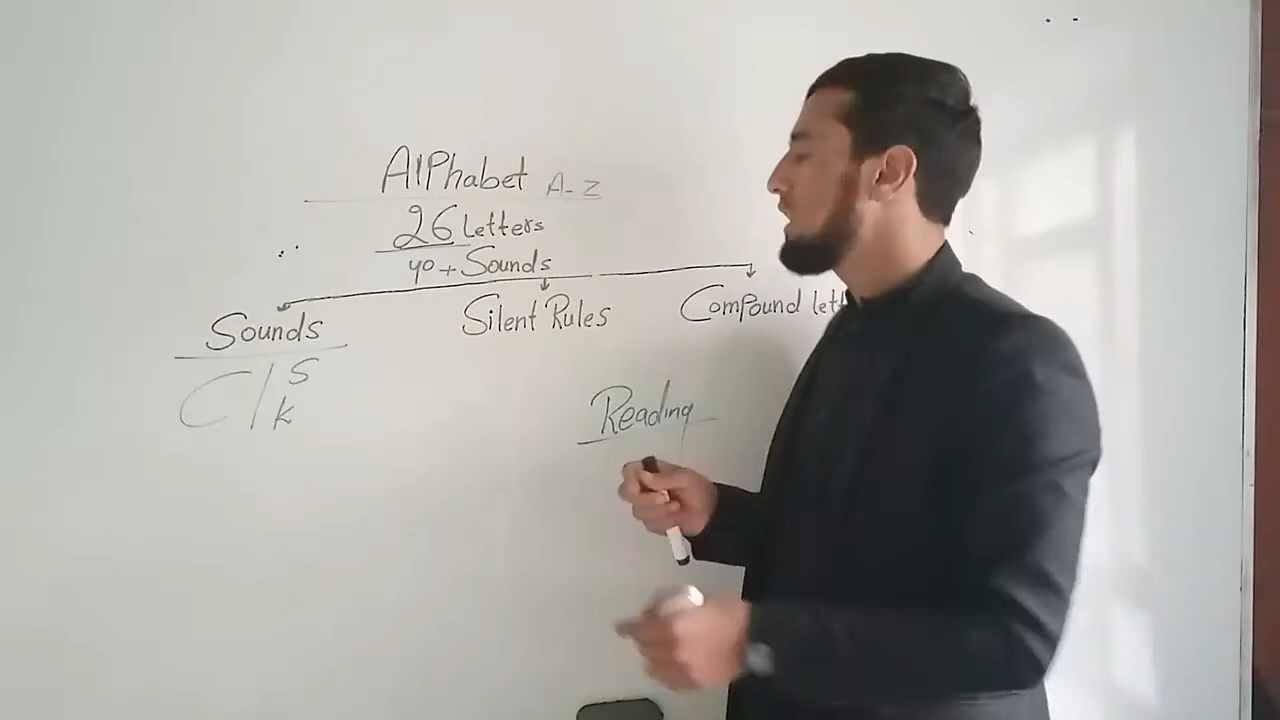 AlPhabet A-Z
26 Letters
40+ Sounds
Sounds Silent Rules Compound lett
C/ S
k
Reading